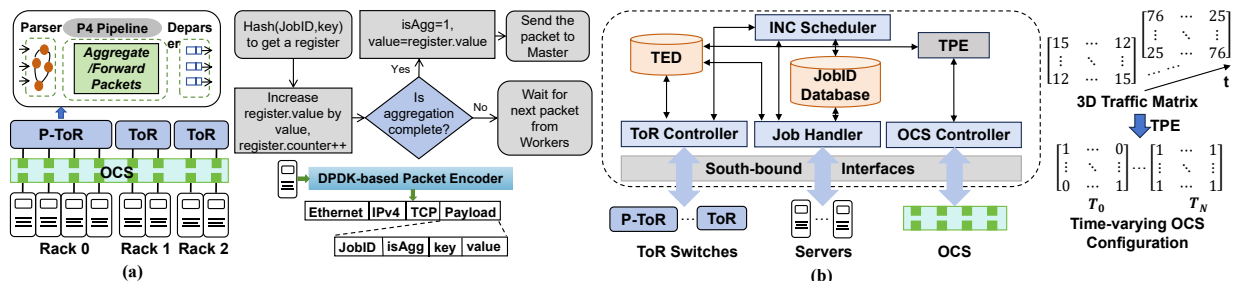 Parser
P4 Pipeline
Depars
er
Aggregate
/Forward
Packets
P-ToR
ToR
ToR
OCS
Rack 0
Rack 1
Rack 2
(a)
Hash(JobID,key)
to get a register
isAgg=1,
value=register.value
Send the
packet to
Master
Yes
Increase
register.value by
value,
register.counter++
Is
aggregation
complete?
No
Wait for
next packet
from
Workers
DPDK-based Packet Encoder
Ethernet IPv4 TCP Payload
JobID isAgg key value
INC Scheduler
TED
TPE
JobID
Database
ToR Controller
Job Handler
OCS Controller
South-bound Interfaces
P-ToR ... ToR
ToR Switches
Servers
OCS
(b)
76 ⋯ 25
⋮ ⋱ ⋮
25 ⋯ 76
15 ⋯ 12
⋮ ⋱ ⋮
12 ⋯ 15
t
3D Traffic Matrix
TPE
1 ⋯ 0
⋮ ⋱ ⋮
0 ⋯ 1
⋯
1 ⋯ 1
⋮ ⋱ ⋮
1 ⋯ 1
T0
TN
Time-varying OCS
Configuration